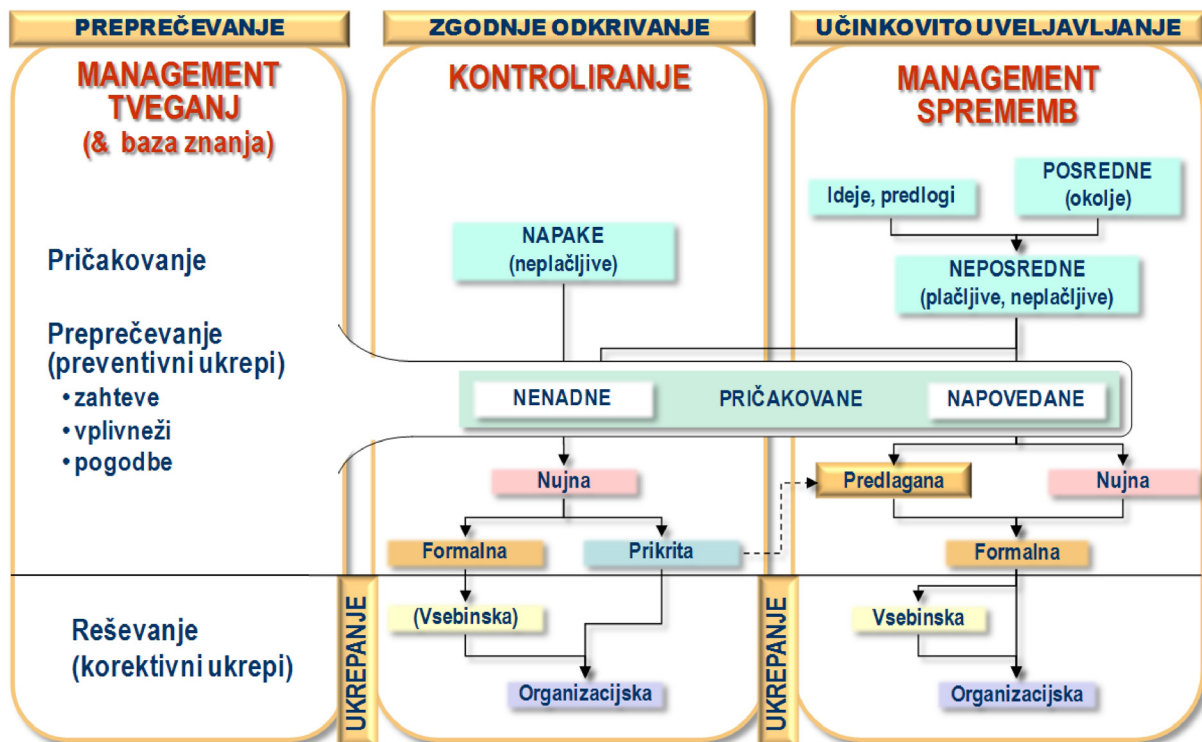 PREPREČEVANJE
MANAGEMENT
TVEGANJ
(& baza znanja)
Pričakovanje
Preprečevanje
(preventivni ukrepi)
• zahteve
• vplivneži
• pogodbe
Reševanje
(korektivni ukrepi)
UKREPANJE
ZGODNJE ODKRIVANJE
KONTROLIRANJE
NAPAKE
(neplačljive)
NENADNE
PRIČAKOVANE
NAPOVEDANE
Nujna
Formalna
Prikrita
(Vsebinska)
Organizacijska
UKREPANJE
UČINKOVITO UVELJAVLJANJE
MANAGEMENT
SPREMEMB
Ideje, predlogi
POSREDNE
(okolje)
NEPOSREDNE
(plačljive, neplačljive)
Predlagana
Nujna
Formalna
Vsebinska
Organizacijska